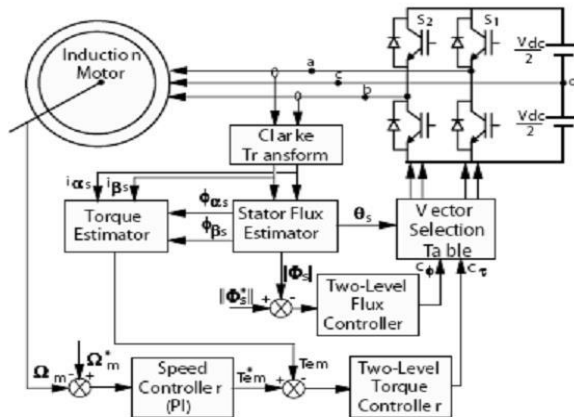 S₂ S₁
Induction
Motor
Vdc/2
a
c
o
b
Vdc/2
Clarke
Transform
iαs iβs
Torque
Estimator
ϕαs
ϕβs
Stator Flux
Estimator
θs
Vector
Selection
Table
|Φs|
cϕ cτ
||Φs*|| + -
Two-Level
Flux
Controller
Ωm - + Ω*m
Speed
Controller
(PI)
Te*m + - Tem
Two-Level
Torque
Controller